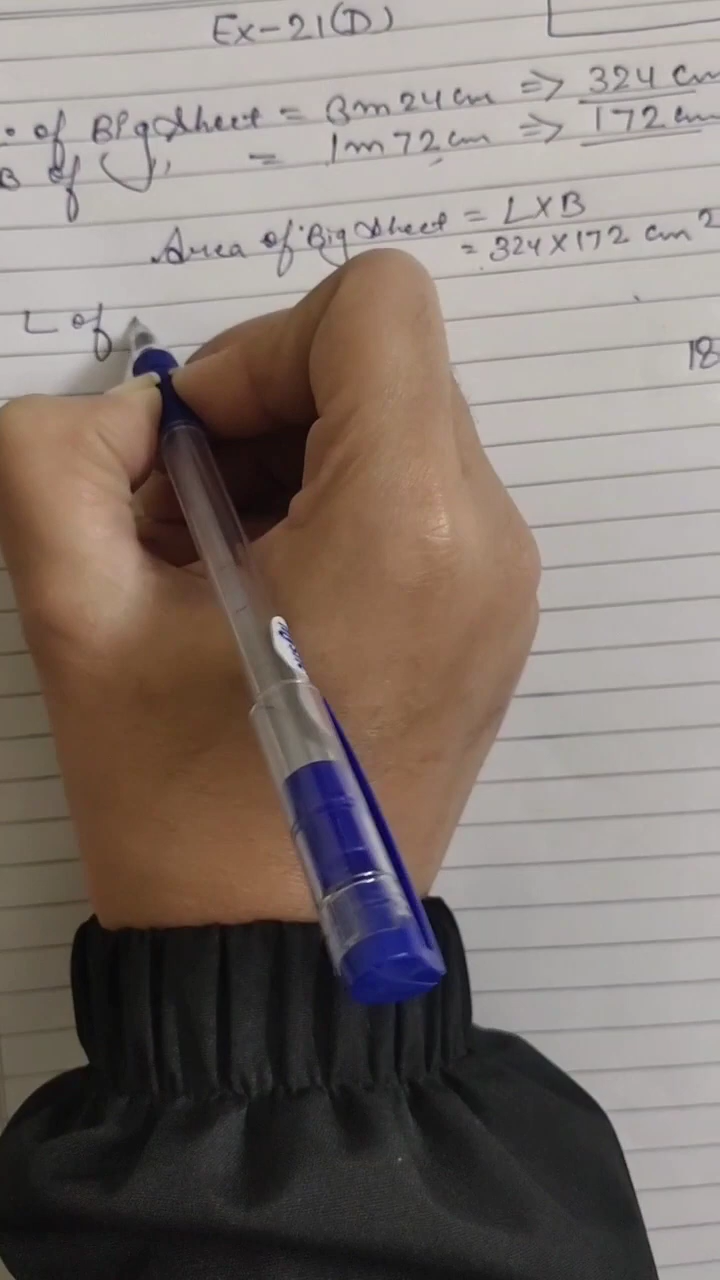 Ex-21(D)
. of Big Sheet = 3m 24 cm => 324 cm
B of " = 1m 72 cm => 172 cm
Area of Big Sheet = L×B
= 324×172 cm²
L of
18